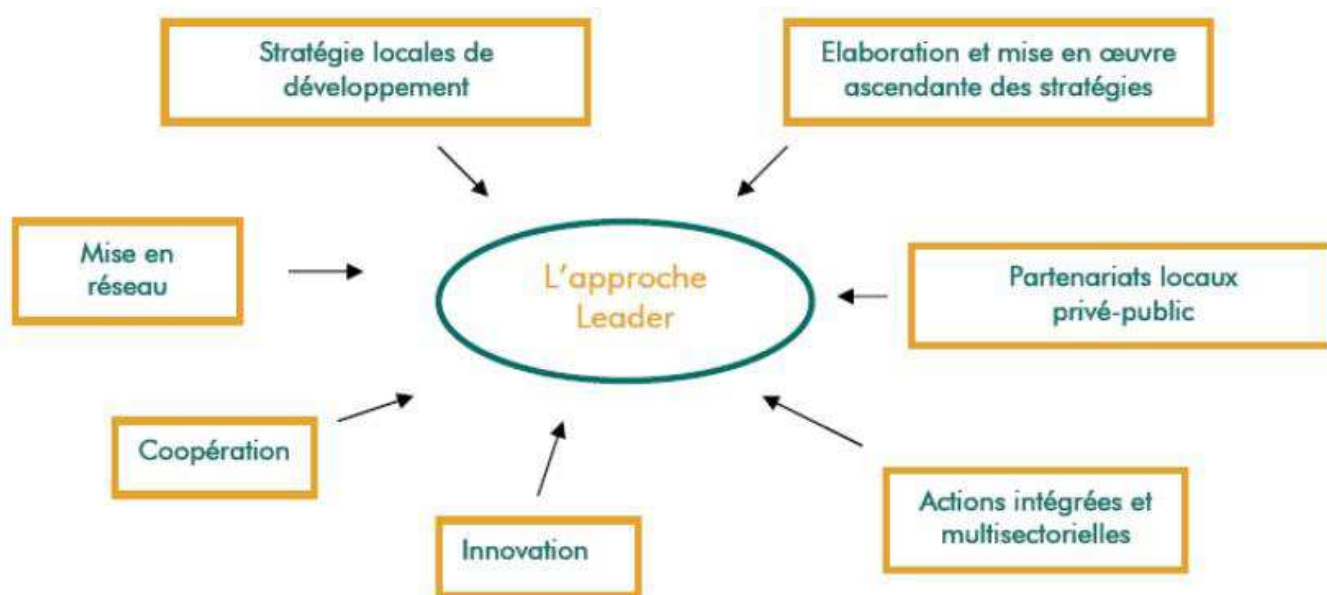 Stratégie locales de
développement
Elaboration et mise en œuvre
ascendante des stratégies
Mise en
réseau
L'approche
Leader
Partenariats locaux
privé-public
Coopération
Innovation
Actions intégrées et
multisectorielles